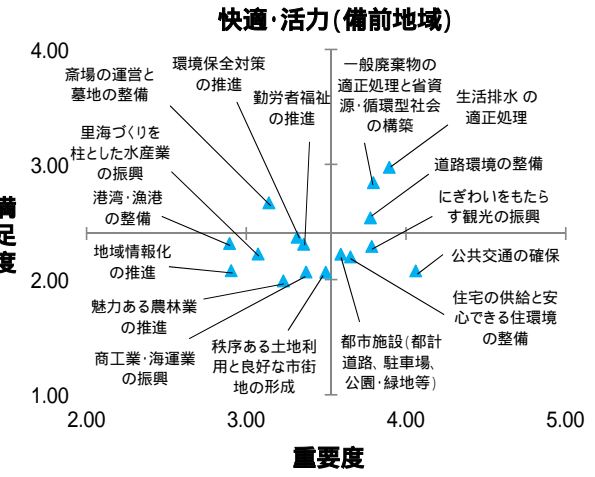 快適・活力(備前地域)
4.00
3.00
2.00
1.00
2.00
3.00
4.00
5.00
満足度
重要度
斎場の運営と
墓地の整備
環境保全対策
の推進
勤労者福祉
の推進
一般廃棄物の
適正処理と省資
源・循環型社会
の構築
生活排水の
適正処理
里海づくりを
柱とした水産業
の振興
道路環境の整備
港湾・漁港
の整備
にぎわいをもたら
す観光の振興
地域情報化
の推進
公共交通の確保
魅力ある農林業
の推進
住宅の供給と安
心できる住環境
の整備
商工業・海運業
の振興
秩序ある土地利
用と良好な市街
地の形成
都市施設(都計
道路、駐車場、
公園・緑地等)